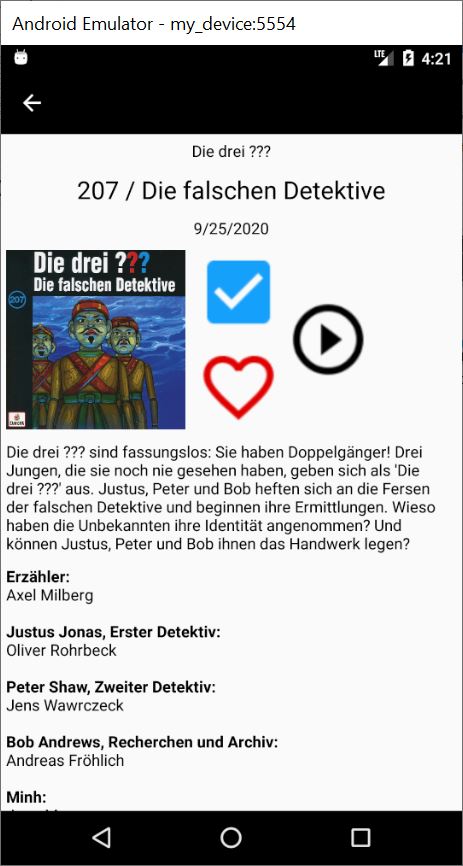 Android Emulator - my_device:5554
LTE 4:21
Die drei ???
207 / Die falschen Detektive
9/25/2020
Die drei ???
Die falschen Detektive
207
EUROPA
Die drei ??? sind fassungslos: Sie haben Doppelgänger! Drei
Jungen, die sie noch nie gesehen haben, geben sich als 'Die
drei ???' aus. Justus, Peter und Bob heften sich an die Fersen
der falschen Detektive und beginnen ihre Ermittlungen. Wieso
haben die Unbekannten ihre Identität angenommen? Und
können Justus, Peter und Bob ihnen das Handwerk legen?
Erzähler:
Axel Milberg
Justus Jonas, Erster Detektiv:
Oliver Rohrbeck
Peter Shaw, Zweiter Detektiv:
Jens Wawrczeck
Bob Andrews, Recherchen und Archiv:
Andreas Fröhlich
Minh: